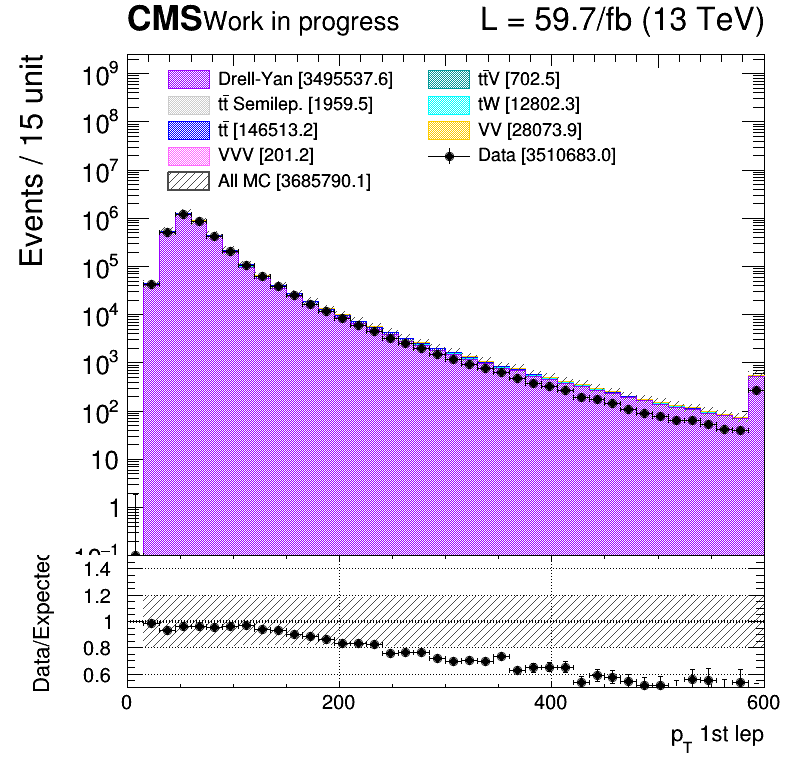 CMS Work in progress L = 59.7/fb (13 TeV)
Events / 15 unit
Drell-Yan [3495537.6] tt̄V [702.5]
tt̄ Semilep. [1959.5] tW [12802.3]
tt̄ [146513.2] VV [28073.9]
VVV [201.2] Data [3510683.0]
All MC [3685790.1]
10⁹
10⁸
10⁷
10⁶
10⁵
10⁴
10³
10²
10
1
10⁻¹
Data/Expected
1.4
1.2
1
0.8
0.6
0 200 400 600
p_T 1st lep